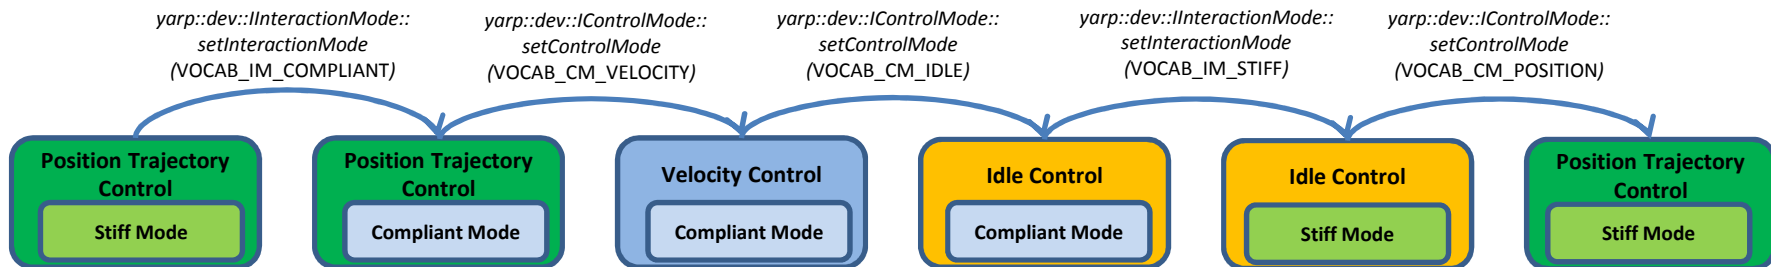 yarp::dev::IInteractionMode::
setInteractionMode
(VOCAB_IM_COMPLIANT)
yarp::dev::IControlMode::
setControlMode
(VOCAB_CM_VELOCITY)
yarp::dev::IControlMode::
setControlMode
(VOCAB_CM_IDLE)
yarp::dev::IInteractionMode::
setInteractionMode
(VOCAB_IM_STIFF)
yarp::dev::IControlMode::
setControlMode
(VOCAB_CM_POSITION)
Position Trajectory
Control
Stiff Mode
Position Trajectory
Control
Compliant Mode
Velocity Control
Compliant Mode
Idle Control
Compliant Mode
Idle Control
Stiff Mode
Position Trajectory
Control
Stiff Mode